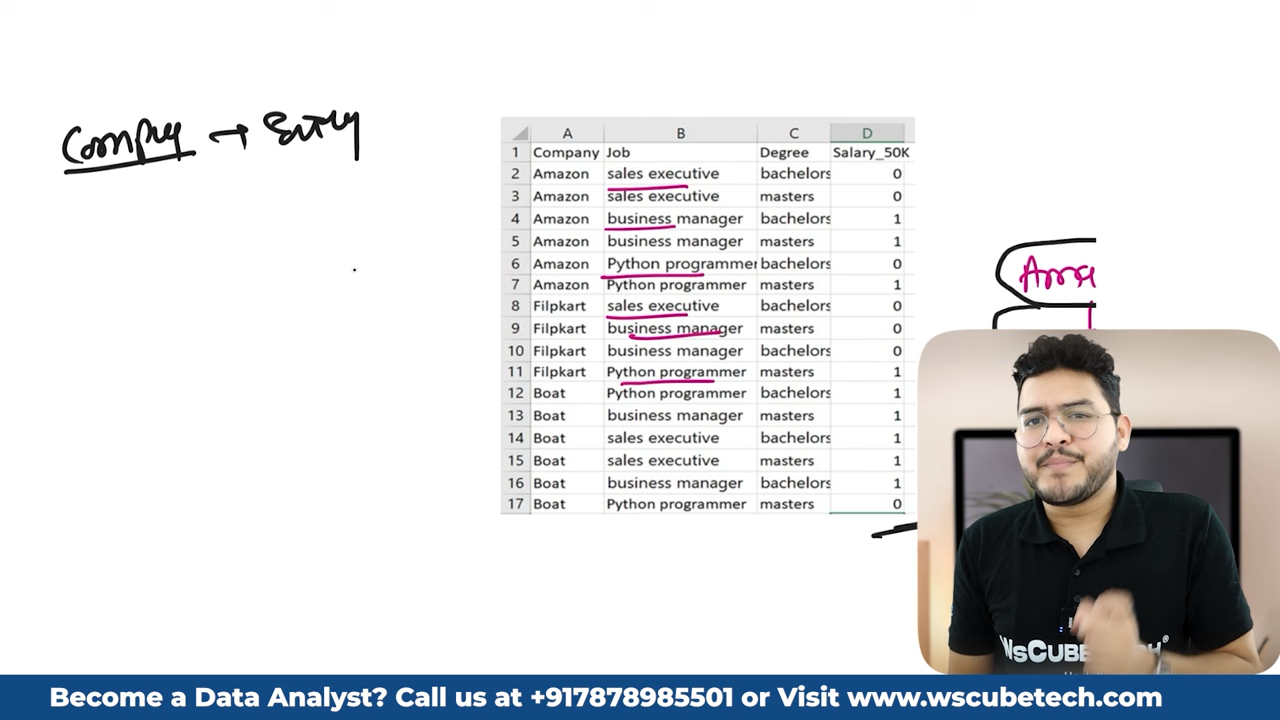 A B C D
1 Company Job Degree Salary_50K
2 Amazon sales executive bachelors 0
3 Amazon sales executive masters 0
4 Amazon business manager bachelors 1
5 Amazon business manager masters 1
6 Amazon Python programmer bachelors 0
7 Amazon Python programmer masters 1
8 Filpkart sales executive bachelors 0
9 Filpkart business manager masters 0
10 Filpkart business manager bachelors 0
11 Filpkart Python programmer masters 1
12 Boat Python programmer bachelors 1
13 Boat business manager masters 1
14 Boat sales executive bachelors 1
15 Boat sales executive masters 1
16 Boat business manager bachelors 1
17 Boat Python programmer masters 0
Become a Data Analyst? Call us at +917878985501 or Visit www.wscubetech.com